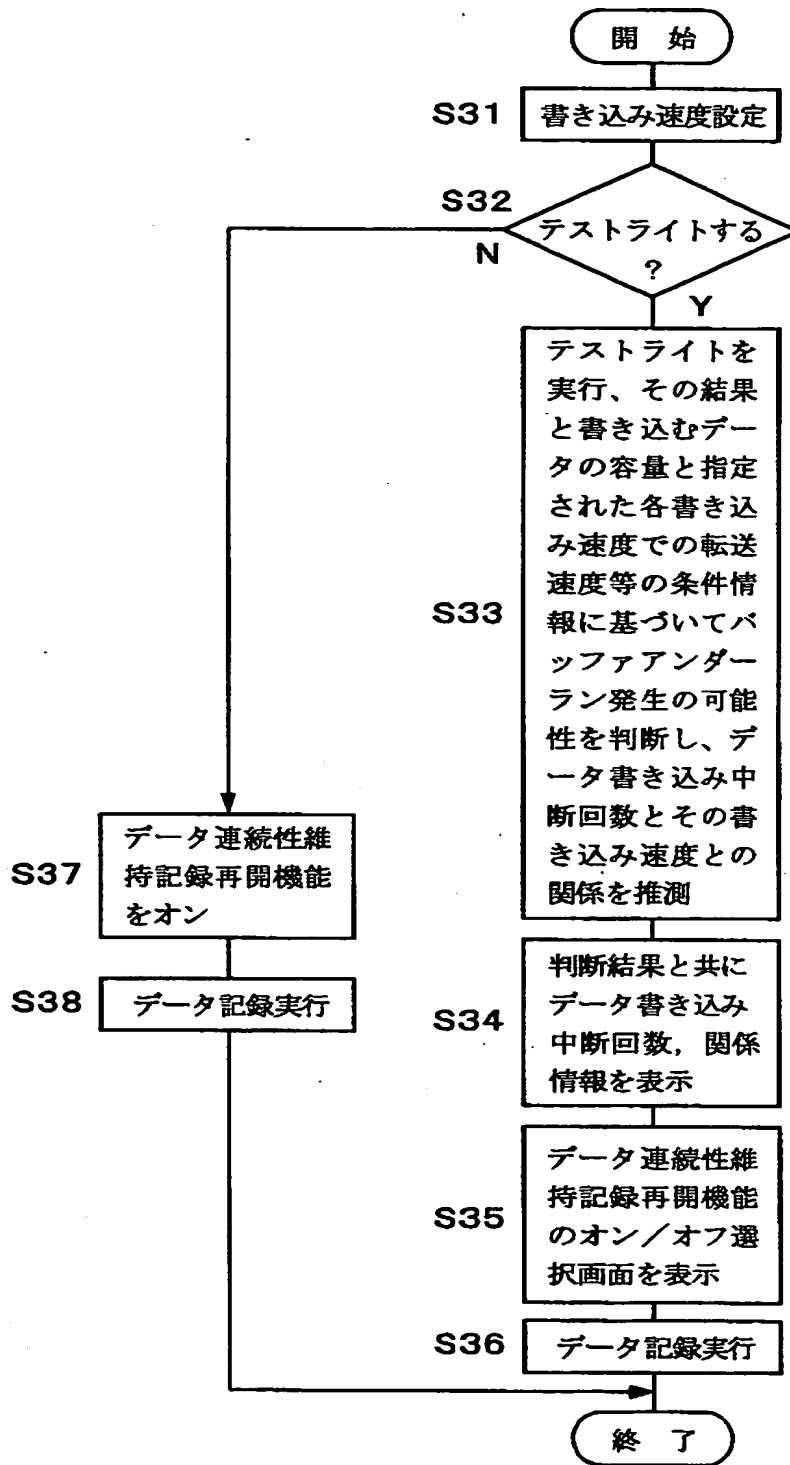 開 始
S31
書き込み速度設定
S32
テストライトする
?
N
Y
S33
テストライトを
実行、その結果
と書き込むデー
タの容量と指定
された各書き込
み速度での転送
速度等の条件情
報に基づいてバ
ッファアンダー
ラン発生の可能
性を判断し、デ
ータ書き込み中
断回数とその書
き込み速度との
関係を推測
S37
データ連続性維
持記録再開機能
をオン
S38
データ記録実行
S34
判断結果と共に
データ書き込み
中断回数，関係
情報を表示
S35
データ連続性維
持記録再開機能
のオン／オフ選
択画面を表示
S36
データ記録実行
終 了